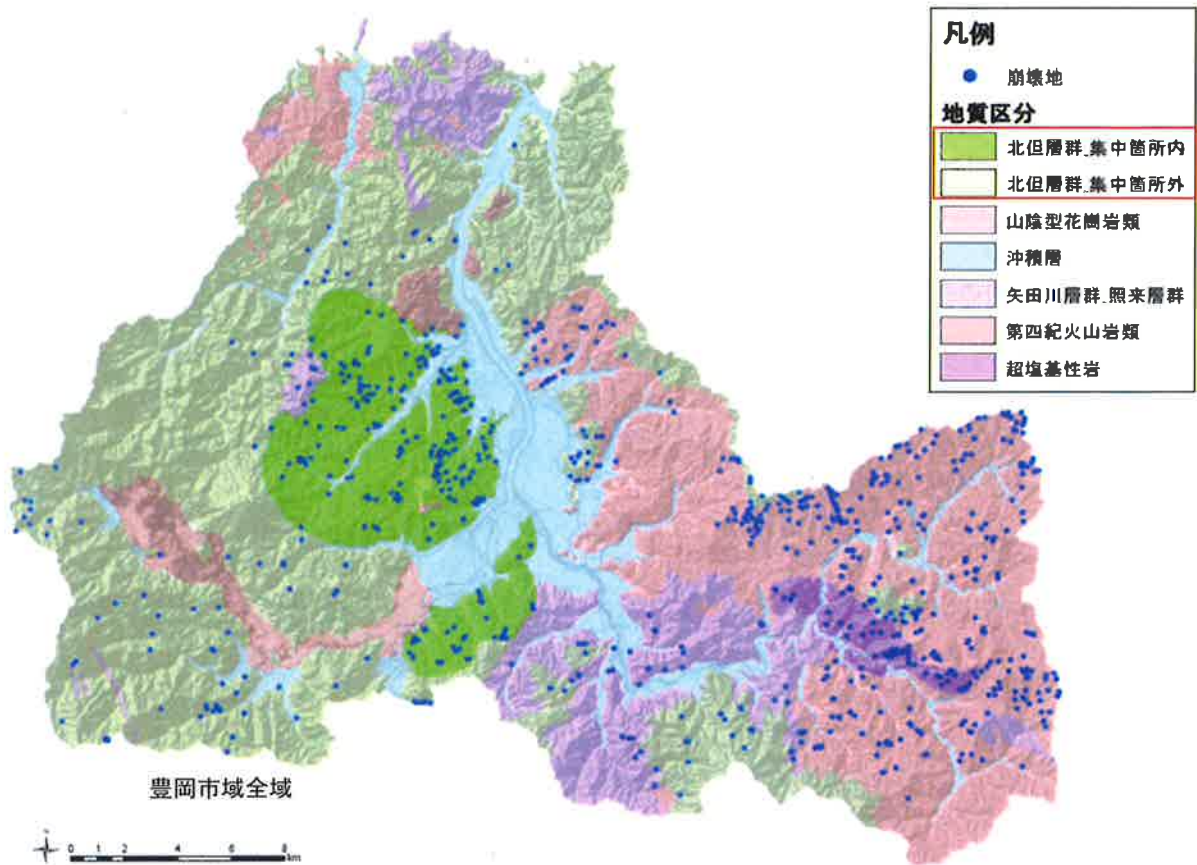 凡例
崩壊地
地質区分
北但層群_集中箇所内
北但層群_集中箇所外
山陰型花崗岩類
沖積層
矢田川層群_照来層群
第四紀火山岩類
超塩基性岩
豊岡市域全域
0 1 2 4 6 8 km